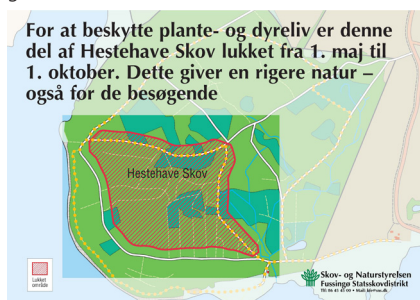 For at beskytte plante- og dyreliv er denne
del af Hestehave Skov lukket fra 1. maj til
1. oktober. Dette giver en rigere natur –
også for de besøgende
Hestehave Skov
Lukket
område
Skov- og Naturstyrelsen
Fussingø Statsskovdistrikt